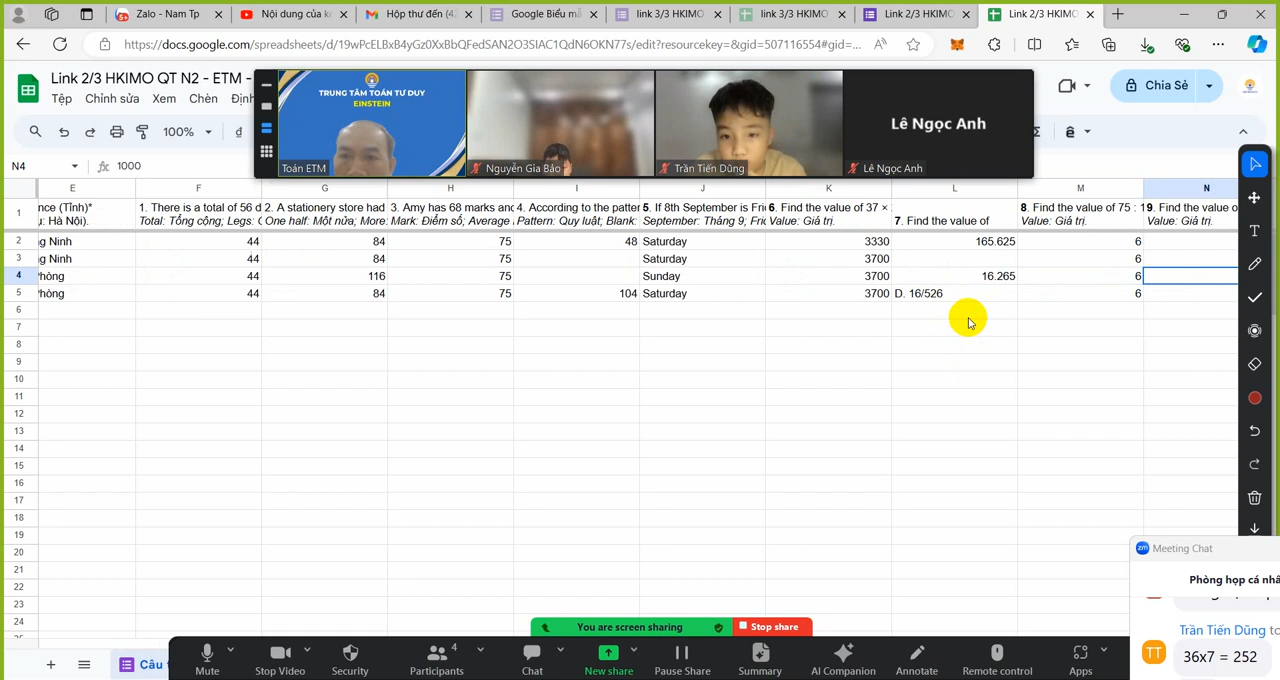 Zalo - Nam Tp
Nội dung của k
Hộp thư đến (42
Google Biểu m
link 3/3 HKIMO
link 3/3 HKIMO
Link 2/3 HKIMO
Link 2/3 HKIMO
https://docs.google.com/spreadsheets/d/19wPcELBxB4yGz0XxBbQFedSAN2O3SIAC1QdN6OKN77s/edit?resourcekey=&gid=507116554#gid=...
Link 2/3 HKIMO QT N2 - ETM -
Tệp Chỉnh sửa Xem Chèn Định
Chia Sẻ
100%
đ
TRUNG TÂM TOÁN TƯ DUY
EINSTEIN
Toán ETM
Nguyễn Gia Bảo
Trần Tiến Dũng
Lê Ngọc Anh
Lê Ngọc Anh
N4 fx 1000
E F G H I J K L M N
1
nce (Tỉnh)* 1. There is a total of 56 d 2. A stationery store had 3. Amy has 68 marks and 4. According to the patter 5. If 8th September is Fri 6. Find the value of 37 × 7. Find the value of 8. Find the value of 75 : 1 9. Find the value o
u: Hà Nội). Total: Tổng cộng, Legs: C One half: Một nửa; More: Mark: Điểm số; Average Pattern: Quy luật; Blank: September: Tháng 9; Fri Value: Giá trị. Value: Giá trị. Value: Giá trị.
2 g Ninh 44 84 75 48 Saturday 3330 165.625 6
3 g Ninh 44 84 75 Saturday 3700 6
4 Phòng 44 116 75 Sunday 3700 16.265 6
5 Phòng 44 84 75 104 Saturday 3700 D. 16/526 6
6
7
8
9
10
11
12
13
14
15
16
17
18
19
20
21
22
23
24
Meeting Chat
Phòng họp cá nhâ
Trần Tiến Dũng to
TT
36x7 = 252
You are screen sharing Stop share
Câu t
Mute Stop Video Security Participants 4 Chat New share Pause Share Summary AI Companion Annotate Remote control Apps